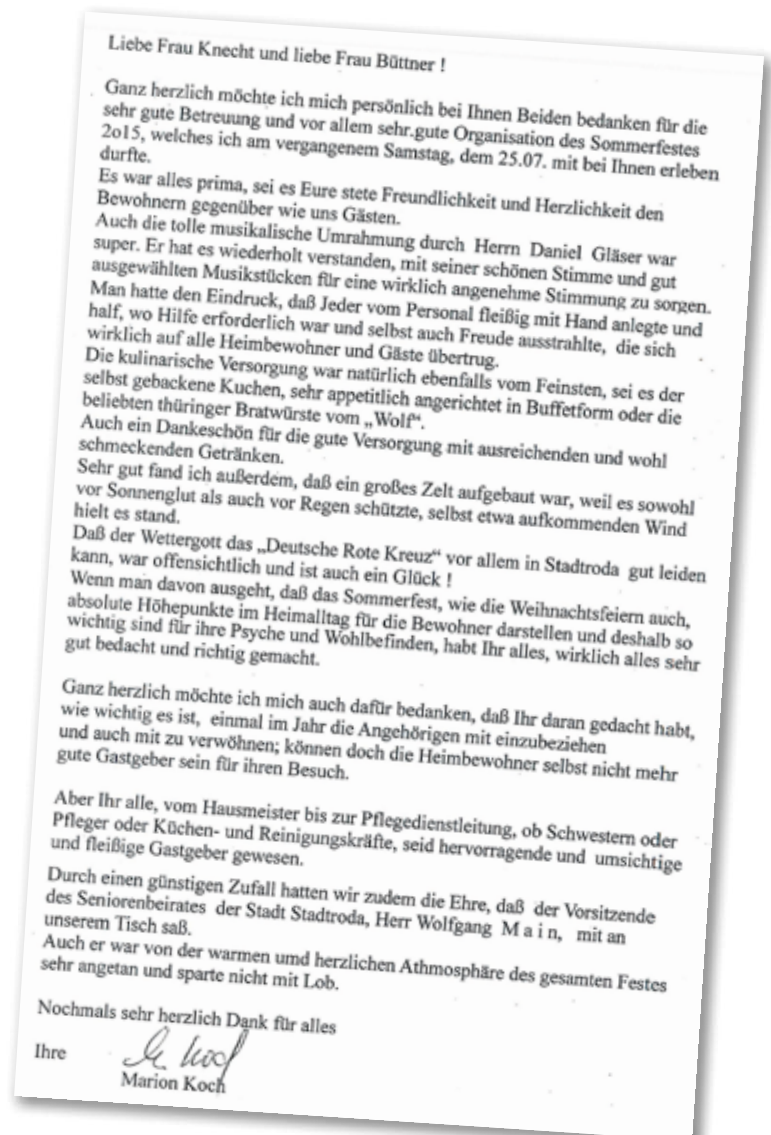 Liebe Frau Knecht und liebe Frau Büttner !
Ganz herzlich möchte ich mich persönlich bei Ihnen Beiden bedanken für die
sehr gute Betreuung und vor allem sehr.gute Organisation des Sommerfestes
2o15, welches ich am vergangenem Samstag, dem 25.07. mit bei Ihnen erleben
durfte.
Es war alles prima, sei es Eure stete Freundlichkeit und Herzlichkeit den
Bewohnern gegenüber wie uns Gästen.
Auch die tolle musikalische Umrahmung durch Herrn Daniel Gläser war
super. Er hat es wiederholt verstanden, mit seiner schönen Stimme und gut
ausgewählten Musikstücken für eine wirklich angenehme Stimmung zu sorgen.
Man hatte den Eindruck, daß Jeder vom Personal fleißig mit Hand anlegte und
half, wo Hilfe erforderlich war und selbst auch Freude ausstrahlte, die sich
wirklich auf alle Heimbewohner und Gäste übertrug.
Die kulinarische Versorgung war natürlich ebenfalls vom Feinsten, sei es der
selbst gebackene Kuchen, sehr appetitlich angerichtet in Buffetform oder die
beliebten thüringer Bratwürste vom „Wolf“.
Auch ein Dankeschön für die gute Versorgung mit ausreichenden und wohl
schmeckenden Getränken.
Sehr gut fand ich außerdem, daß ein großes Zelt aufgebaut war, weil es sowohl
vor Sonnenglut als auch vor Regen schützte, selbst etwa aufkommenden Wind
hielt es stand.
Daß der Wettergott das „Deutsche Rote Kreuz“ vor allem in Stadtroda gut leiden
kann, war offensichtlich und ist auch ein Glück !
Wenn man davon ausgeht, daß das Sommerfest, wie die Weihnachtsfeiern auch,
absolute Höhepunkte im Heimalltag für die Bewohner darstellen und deshalb so
wichtig sind für ihre Psyche und Wohlbefinden, habt Ihr alles, wirklich alles sehr
gut bedacht und richtig gemacht.
Ganz herzlich möchte ich mich auch dafür bedanken, daß Ihr daran gedacht habt,
wie wichtig es ist, einmal im Jahr die Angehörigen mit einzubeziehen
und auch mit zu verwöhnen; können doch die Heimbewohner selbst nicht mehr
gute Gastgeber sein für ihren Besuch.
Aber Ihr alle, vom Hausmeister bis zur Pflegedienstleitung, ob Schwestern oder
Pfleger oder Küchen- und Reinigungskräfte, seid hervorragende und umsichtige
und fleißige Gastgeber gewesen.
Durch einen günstigen Zufall hatten wir zudem die Ehre, daß der Vorsitzende
des Seniorenbeirates der Stadt Stadtroda, Herr Wolfgang M a i n, mit an
unserem Tisch saß.
Auch er war von der warmen umd herzlichen Athmosphäre des gesamten Festes
sehr angetan und sparte nicht mit Lob.
Nochmals sehr herzlich Dank für alles
Ihre
Marion Koch